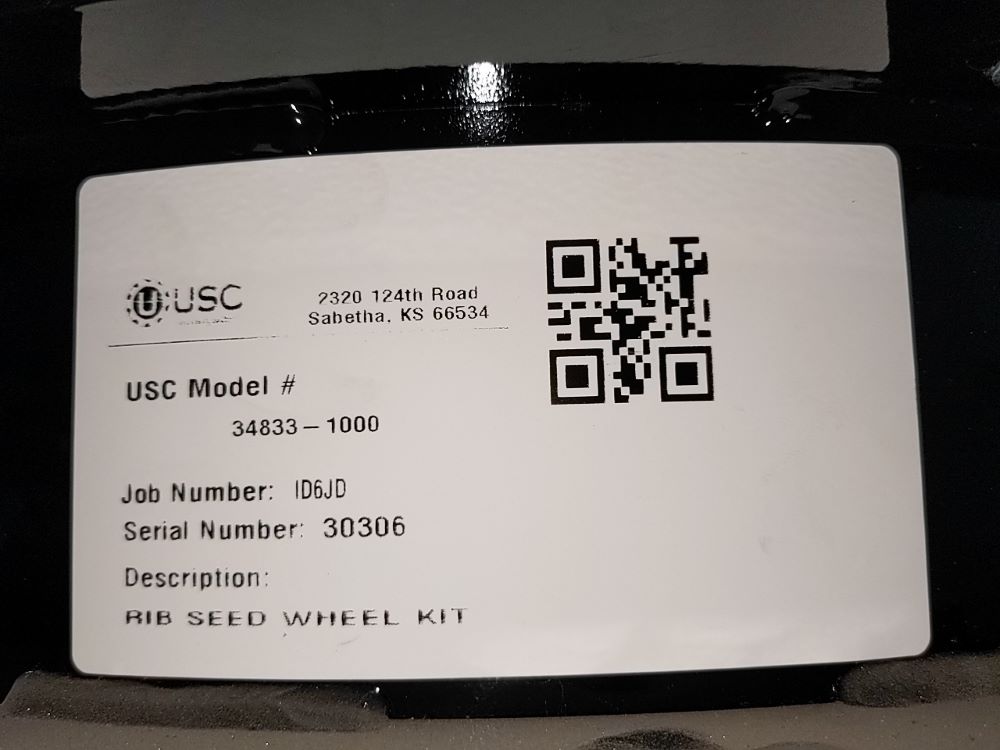 USC
2320 124th Road
Sabetha, KS 66534
USC Model #
34833-1000
Job Number: ID6JD
Serial Number: 30306
Description:
RIB SEED WHEEL KIT